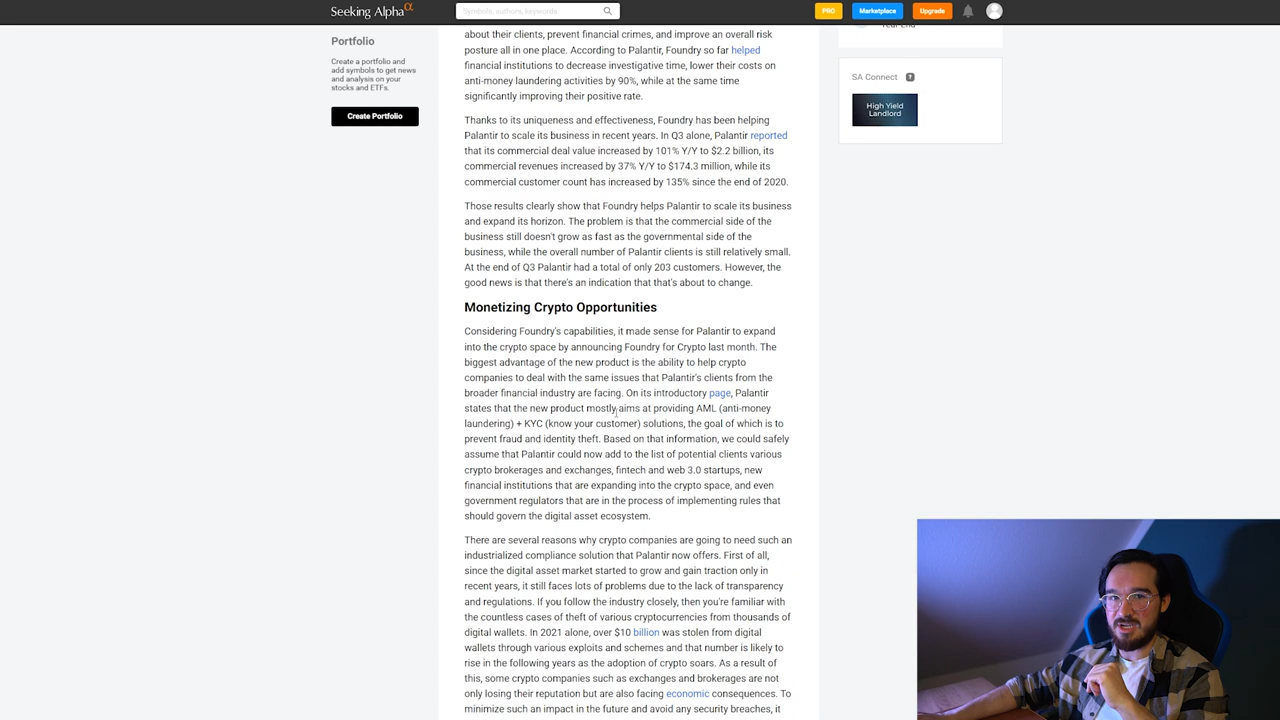 Seeking Alpha α
Symbols, authors, keywords
PRO
Marketplace
Upgrade
Portfolio
Create a portfolio and
add symbols to get news
and analysis on your
stocks and ETFs.
Create Portfolio
about their clients, prevent financial crimes, and improve an overall risk
posture all in one place. According to Palantir, Foundry so far helped
financial institutions to decrease investigative time, lower their costs on
anti-money laundering activities by 90%, while at the same time
significantly improving their positive rate.
Thanks to its uniqueness and effectiveness, Foundry has been helping
Palantir to scale its business in recent years. In Q3 alone, Palantir reported
that its commercial deal value increased by 101% Y/Y to $2.2 billion, its
commercial revenues increased by 37% Y/Y to $174.3 million, while its
commercial customer count has increased by 135% since the end of 2020.
Those results clearly show that Foundry helps Palantir to scale its business
and expand its horizon. The problem is that the commercial side of the
business still doesn't grow as fast as the governmental side of the
business, while the overall number of Palantir clients is still relatively small.
At the end of Q3 Palantir had a total of only 203 customers. However, the
good news is that there's an indication that that's about to change.
Monetizing Crypto Opportunities
Considering Foundry's capabilities, it made sense for Palantir to expand
into the crypto space by announcing Foundry for Crypto last month. The
biggest advantage of the new product is the ability to help crypto
companies to deal with the same issues that Palantir's clients from the
broader financial industry are facing. On its introductory page, Palantir
states that the new product mostly aims at providing AML (anti-money
laundering) + KYC (know your customer) solutions, the goal of which is to
prevent fraud and identity theft. Based on that information, we could safely
assume that Palantir could now add to the list of potential clients various
crypto brokerages and exchanges, fintech and web 3.0 startups, new
financial institutions that are expanding into the crypto space, and even
government regulators that are in the process of implementing rules that
should govern the digital asset ecosystem.
There are several reasons why crypto companies are going to need such an
industrialized compliance solution that Palantir now offers. First of all,
since the digital asset market started to grow and gain traction only in
recent years, it still faces lots of problems due to the lack of transparency
and regulations. If you follow the industry closely, then you're familiar with
the countless cases of theft of various cryptocurrencies from thousands of
digital wallets. In 2021 alone, over $10 billion was stolen from digital
wallets through various exploits and schemes and that number is likely to
rise in the following years as the adoption of crypto soars. As a result of
this, some crypto companies such as exchanges and brokerages are not
only losing their reputation but are also facing economic consequences. To
minimize such an impact in the future and avoid any security breaches, it
SA Connect ?
High Yield
Landlord